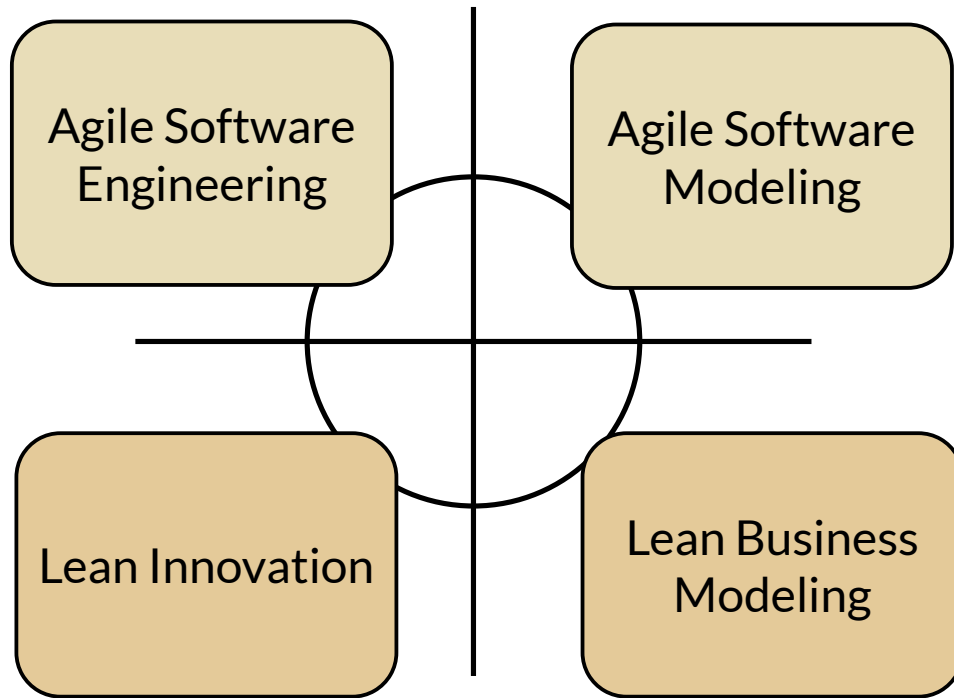 Agile Software
Engineering
Agile Software
Modeling
Lean Innovation
Lean Business
Modeling